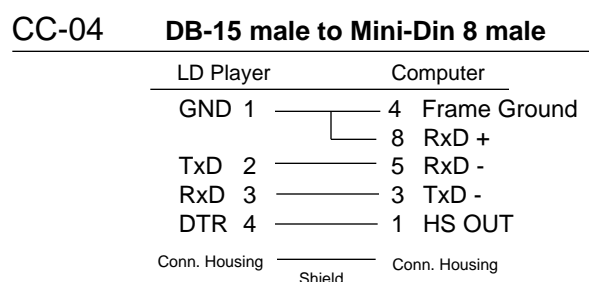 CC-04 DB-15 male to Mini-Din 8 male
LD Player Computer
GND 1 4 Frame Ground
8 RxD +
TxD 2 5 RxD -
RxD 3 3 TxD -
DTR 4 1 HS OUT
Conn. Housing Conn. Housing
Shield